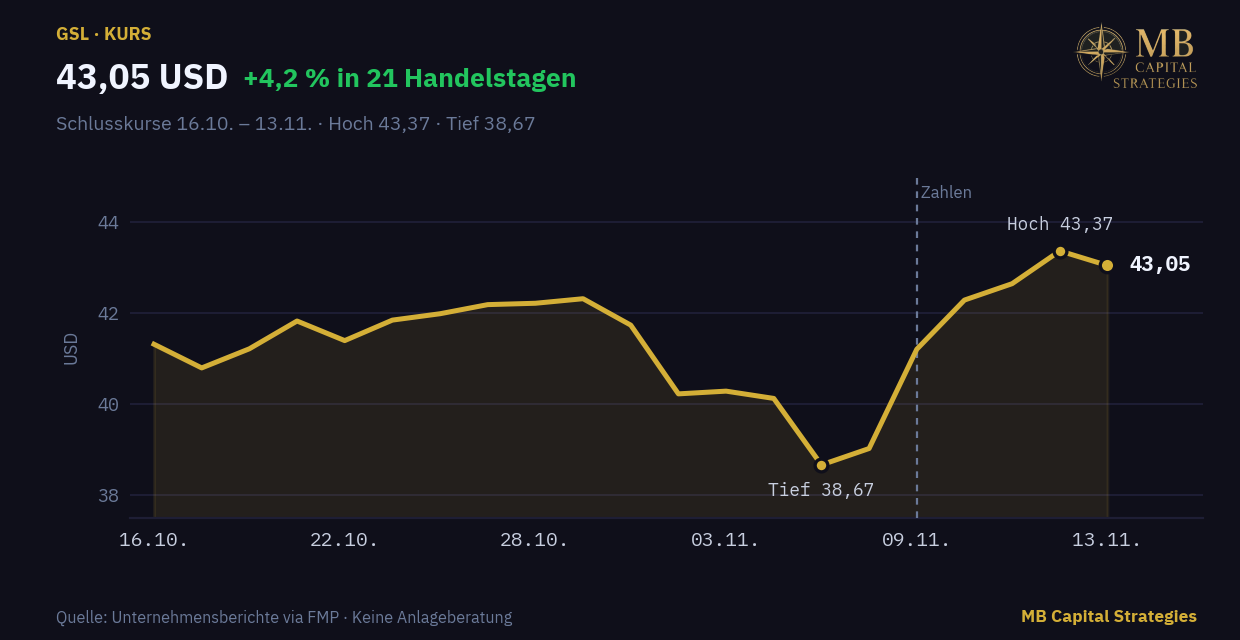 GSL · KURS
43,05 USD +4,2 % in 21 Handelstagen
Schlusskurse 16.10. – 13.11. · Hoch 43,37 · Tief 38,67
MB
CAPITAL
STRATEGIES
Zahlen
44
Hoch 43,37
43,05
42
USD
40
Tief 38,67
38
16.10. 22.10. 28.10. 03.11. 09.11. 13.11.
Quelle: Unternehmensberichte via FMP · Keine Anlageberatung
MB Capital Strategies